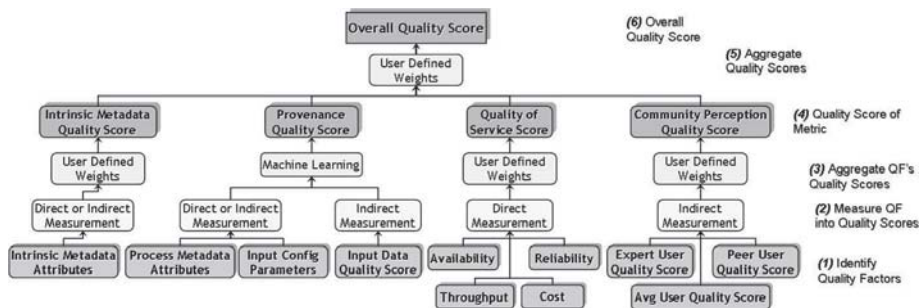 Overall Quality Score
(6) Overall
Quality Score
User Defined
Weights
(5) Aggregate
Quality Scores
Intrinsic Metadata
Quality Score
Provenance
Quality Score
Quality of
Service Score
Community Perception
Quality Score
(4) Quality Score of
Metric
User Defined
Weights
Machine Learning
User Defined
Weights
User Defined
Weights
(3) Aggregate QF's
Quality Scores
Direct or Indirect
Measurement
Direct or Indirect
Measurement
Indirect
Measurement
Direct
Measurement
Indirect
Measurement
(2) Measure QF
into Quality Scores
Intrinsic Metadata
Attributes
Process Metadata
Attributes
Input Config
Parameters
Input Data
Quality Score
Availability
Reliability
Throughput
Cost
Expert User
Quality Score
Peer User
Quality Score
Avg User Quality Score
(1) Identify
Quality Factors